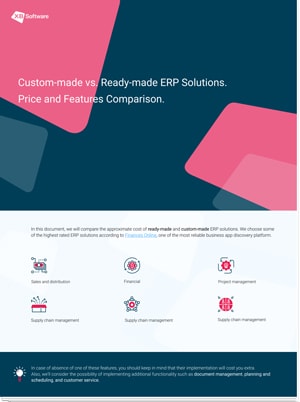 XB Software
Custom-made vs. Ready-made ERP Solutions.
Price and Features Comparison.
In this document, we will compare the approximate cost of ready-made and custom-made ERP solutions. We choose some
of the highest rated ERP solutions according to Finances Online, one of the most reliable business app discovery platform.
Sales and distribution
Financial
Project management
Supply chain management
Supply chain management
Supply chain management
In case of absence one of these features, you should keep in mind that their implementation will cost you extra.
Also, we'll consider the possibility of implementing additional functionality such as document management, planning and
scheduling, and customer service.